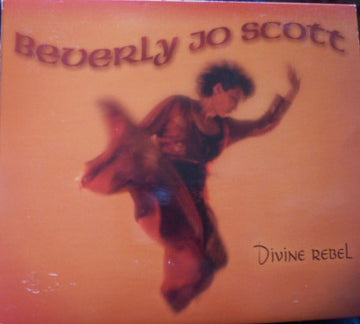 Beverly Jo Scott
Divine Rebel